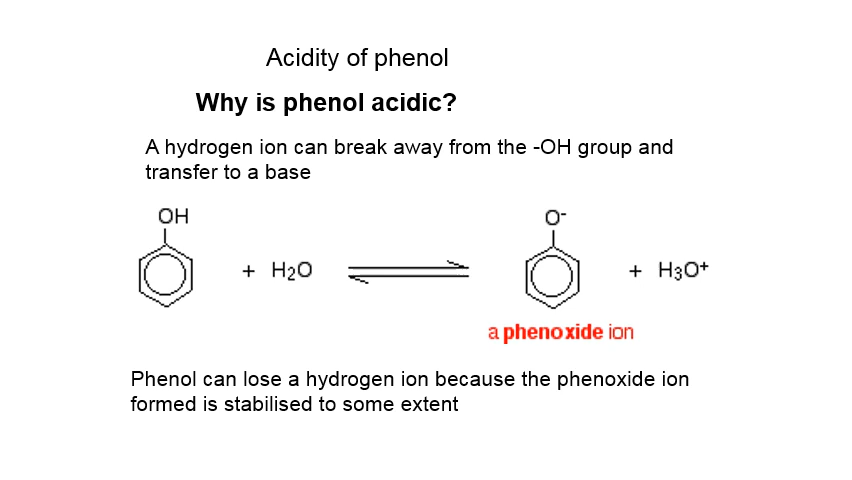 Acidity of phenol
Why is phenol acidic?
A hydrogen ion can break away from the -OH group and
transfer to a base
OH
O-
+ H2O
+ H3O+
a phenoxide ion
Phenol can lose a hydrogen ion because the phenoxide ion
formed is stabilised to some extent